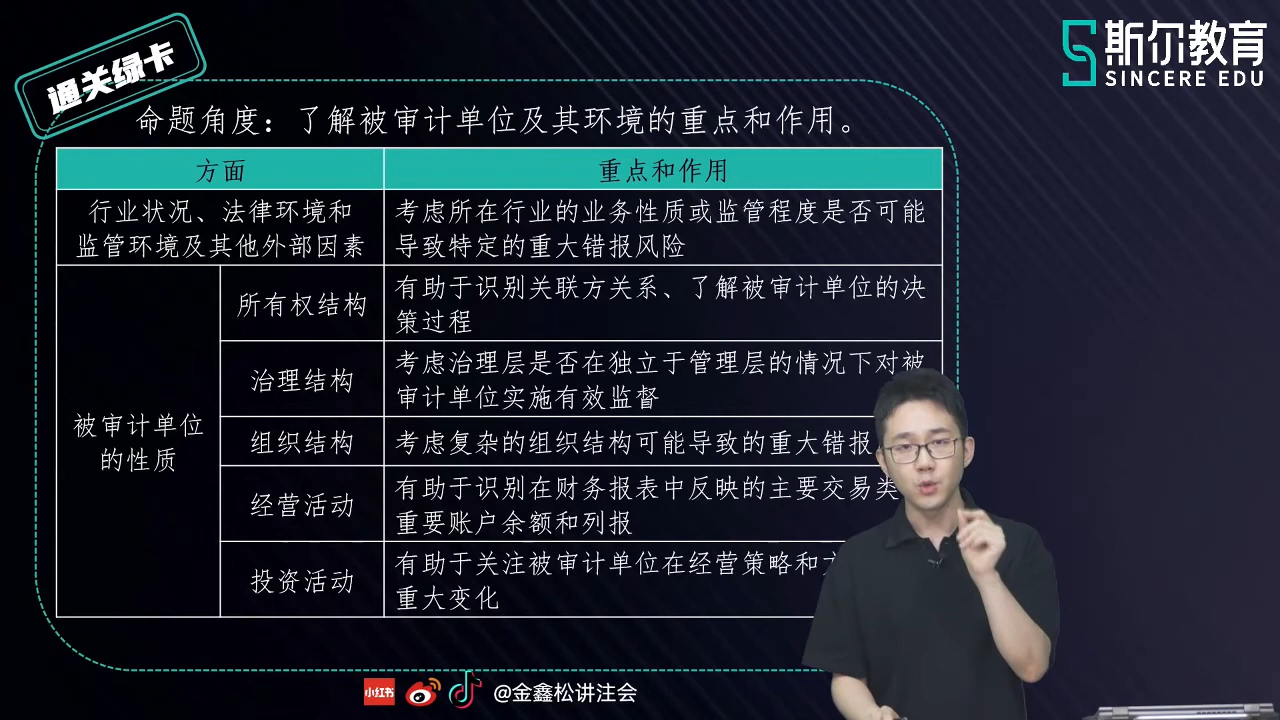 通关绿卡
斯尔教育
SINCERE EDU
命题角度：了解被审计单位及其环境的重点和作用。
方面
重点和作用
行业状况、法律环境和
监管环境及其他外部因素
考虑所在行业的业务性质或监管程度是否可能
导致特定的重大错报风险
被审计单位
的性质
所有权结构
有助于识别关联方关系、了解被审计单位的决
策过程
治理结构
考虑治理层是否在独立于管理层的情况下对被
审计单位实施有效监督
组织结构
考虑复杂的组织结构可能导致的重大错报
经营活动
有助于识别在财务报表中反映的主要交易类
重要账户余额和列报
投资活动
有助于关注被审计单位在经营策略和
重大变化
小红书
@金鑫松讲注会